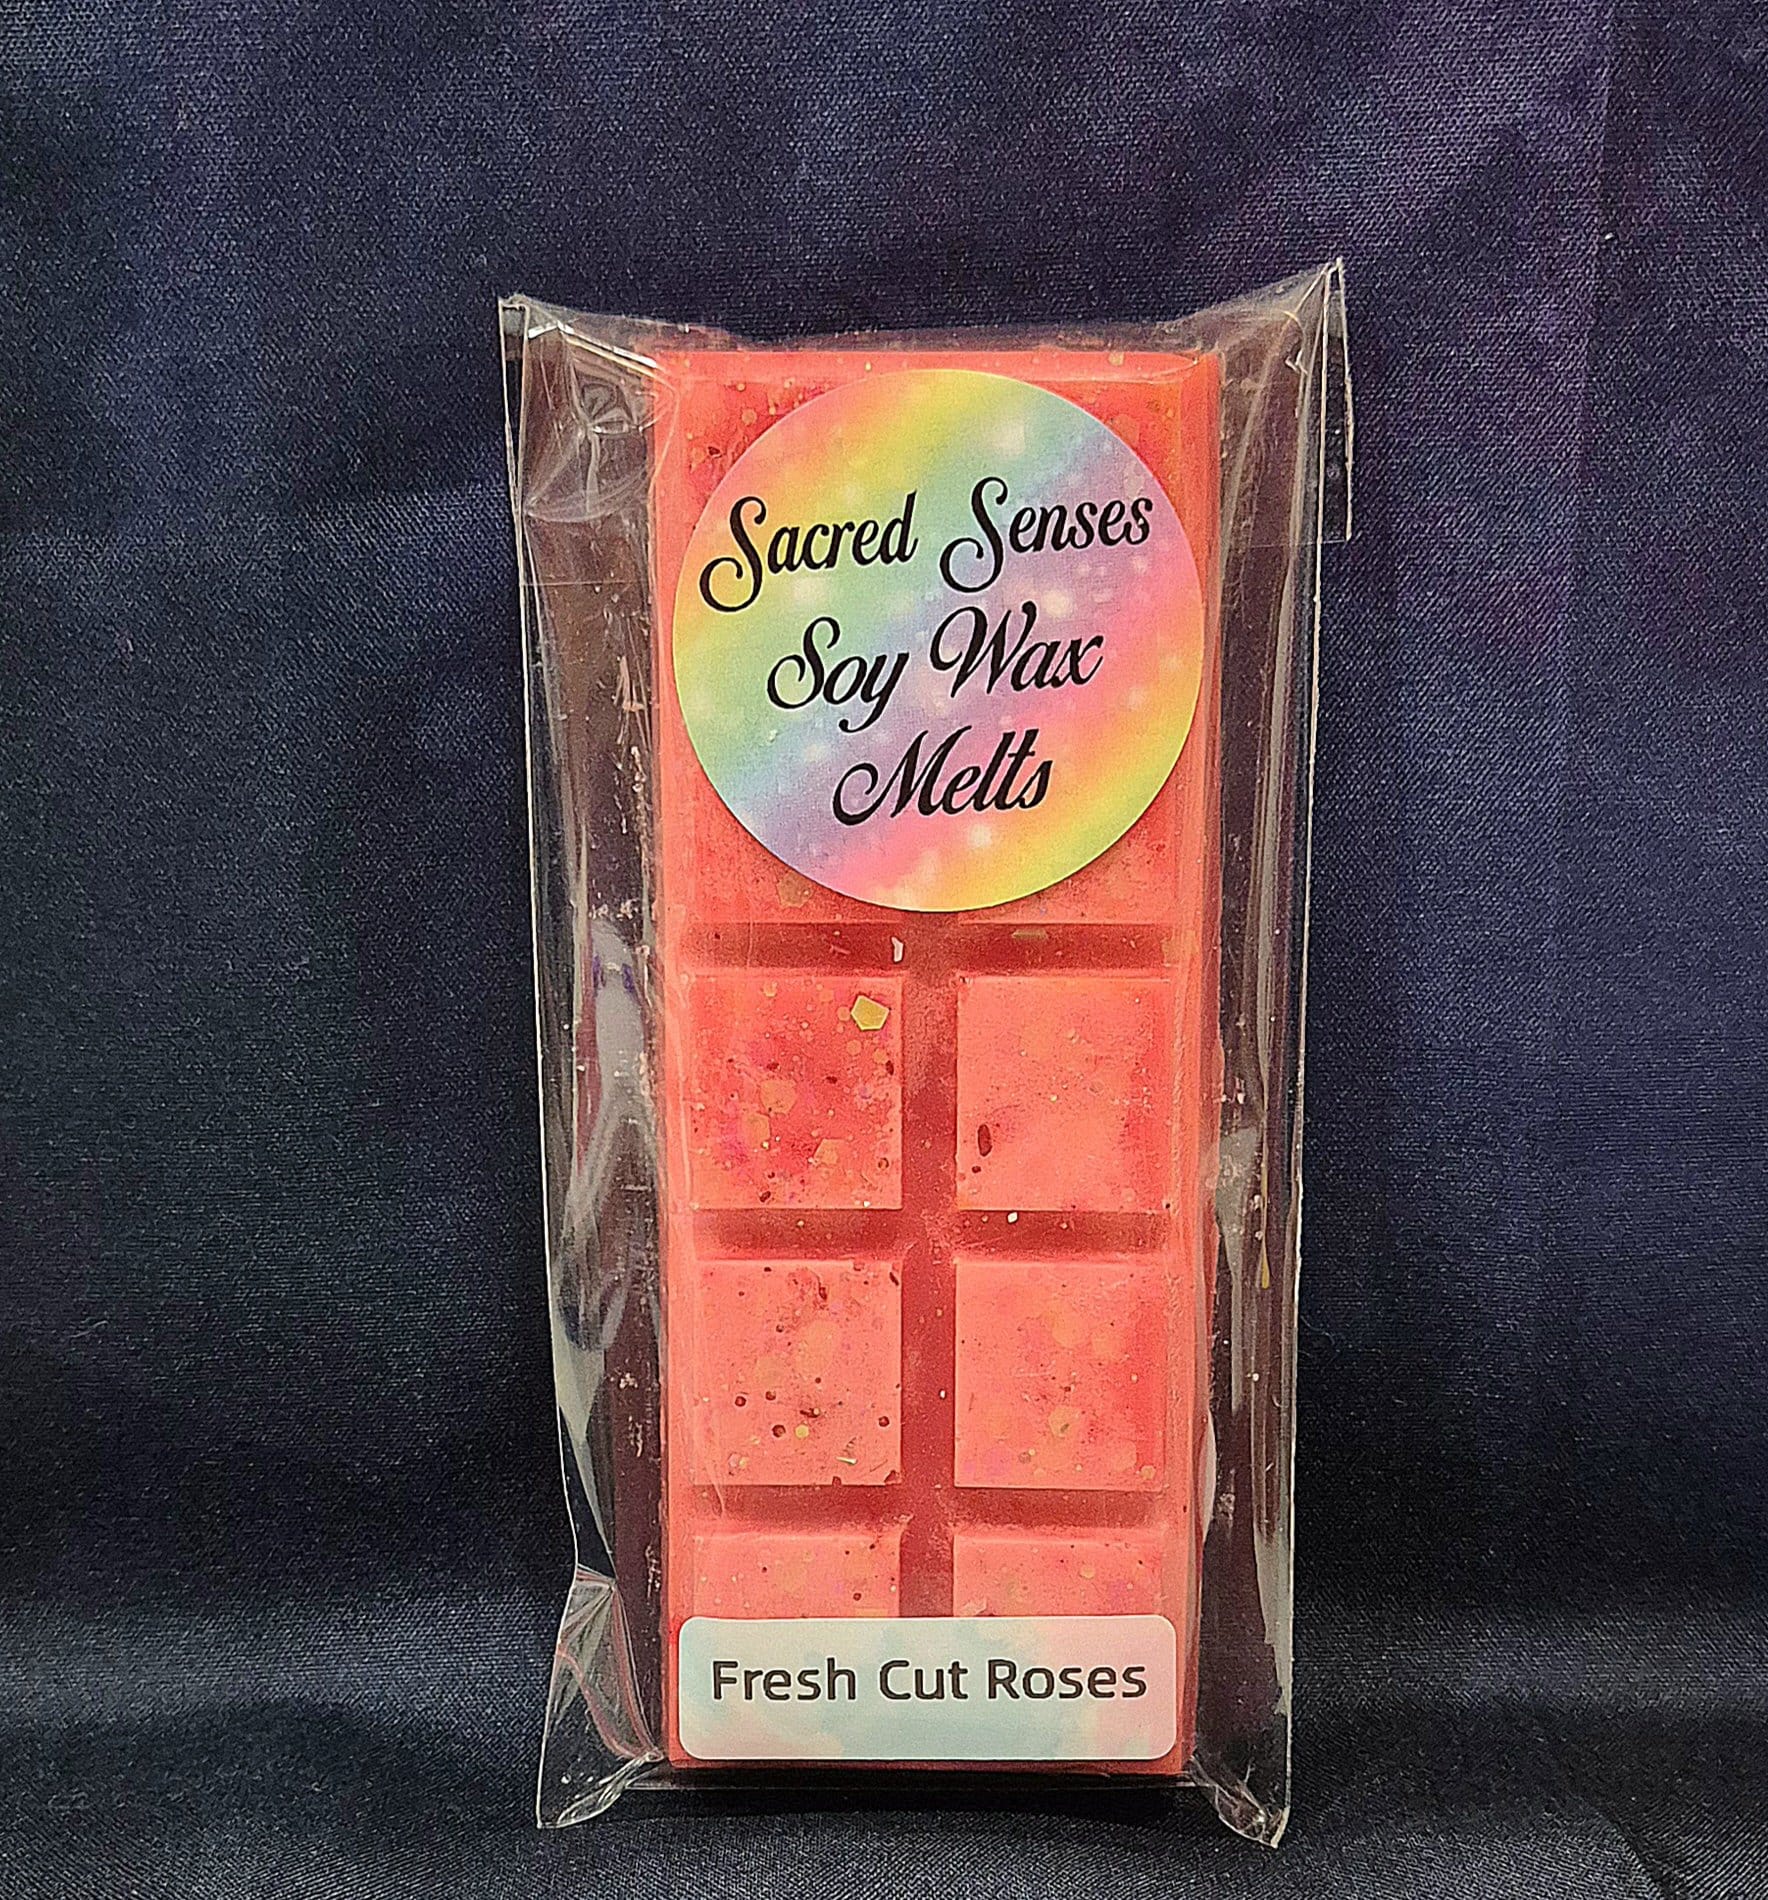 Sacred Senses
Soy Wax
Melts
Fresh Cut Roses